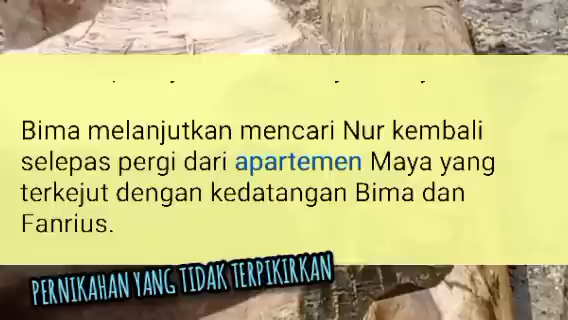 Bima melanjutkan mencari Nur kembali
selepas pergi dari apartemen Maya yang
terkejut dengan kedatangan Bima dan
Fanrius.
PERNIKAHAN YANG TIDAK TERPIKIRKAN